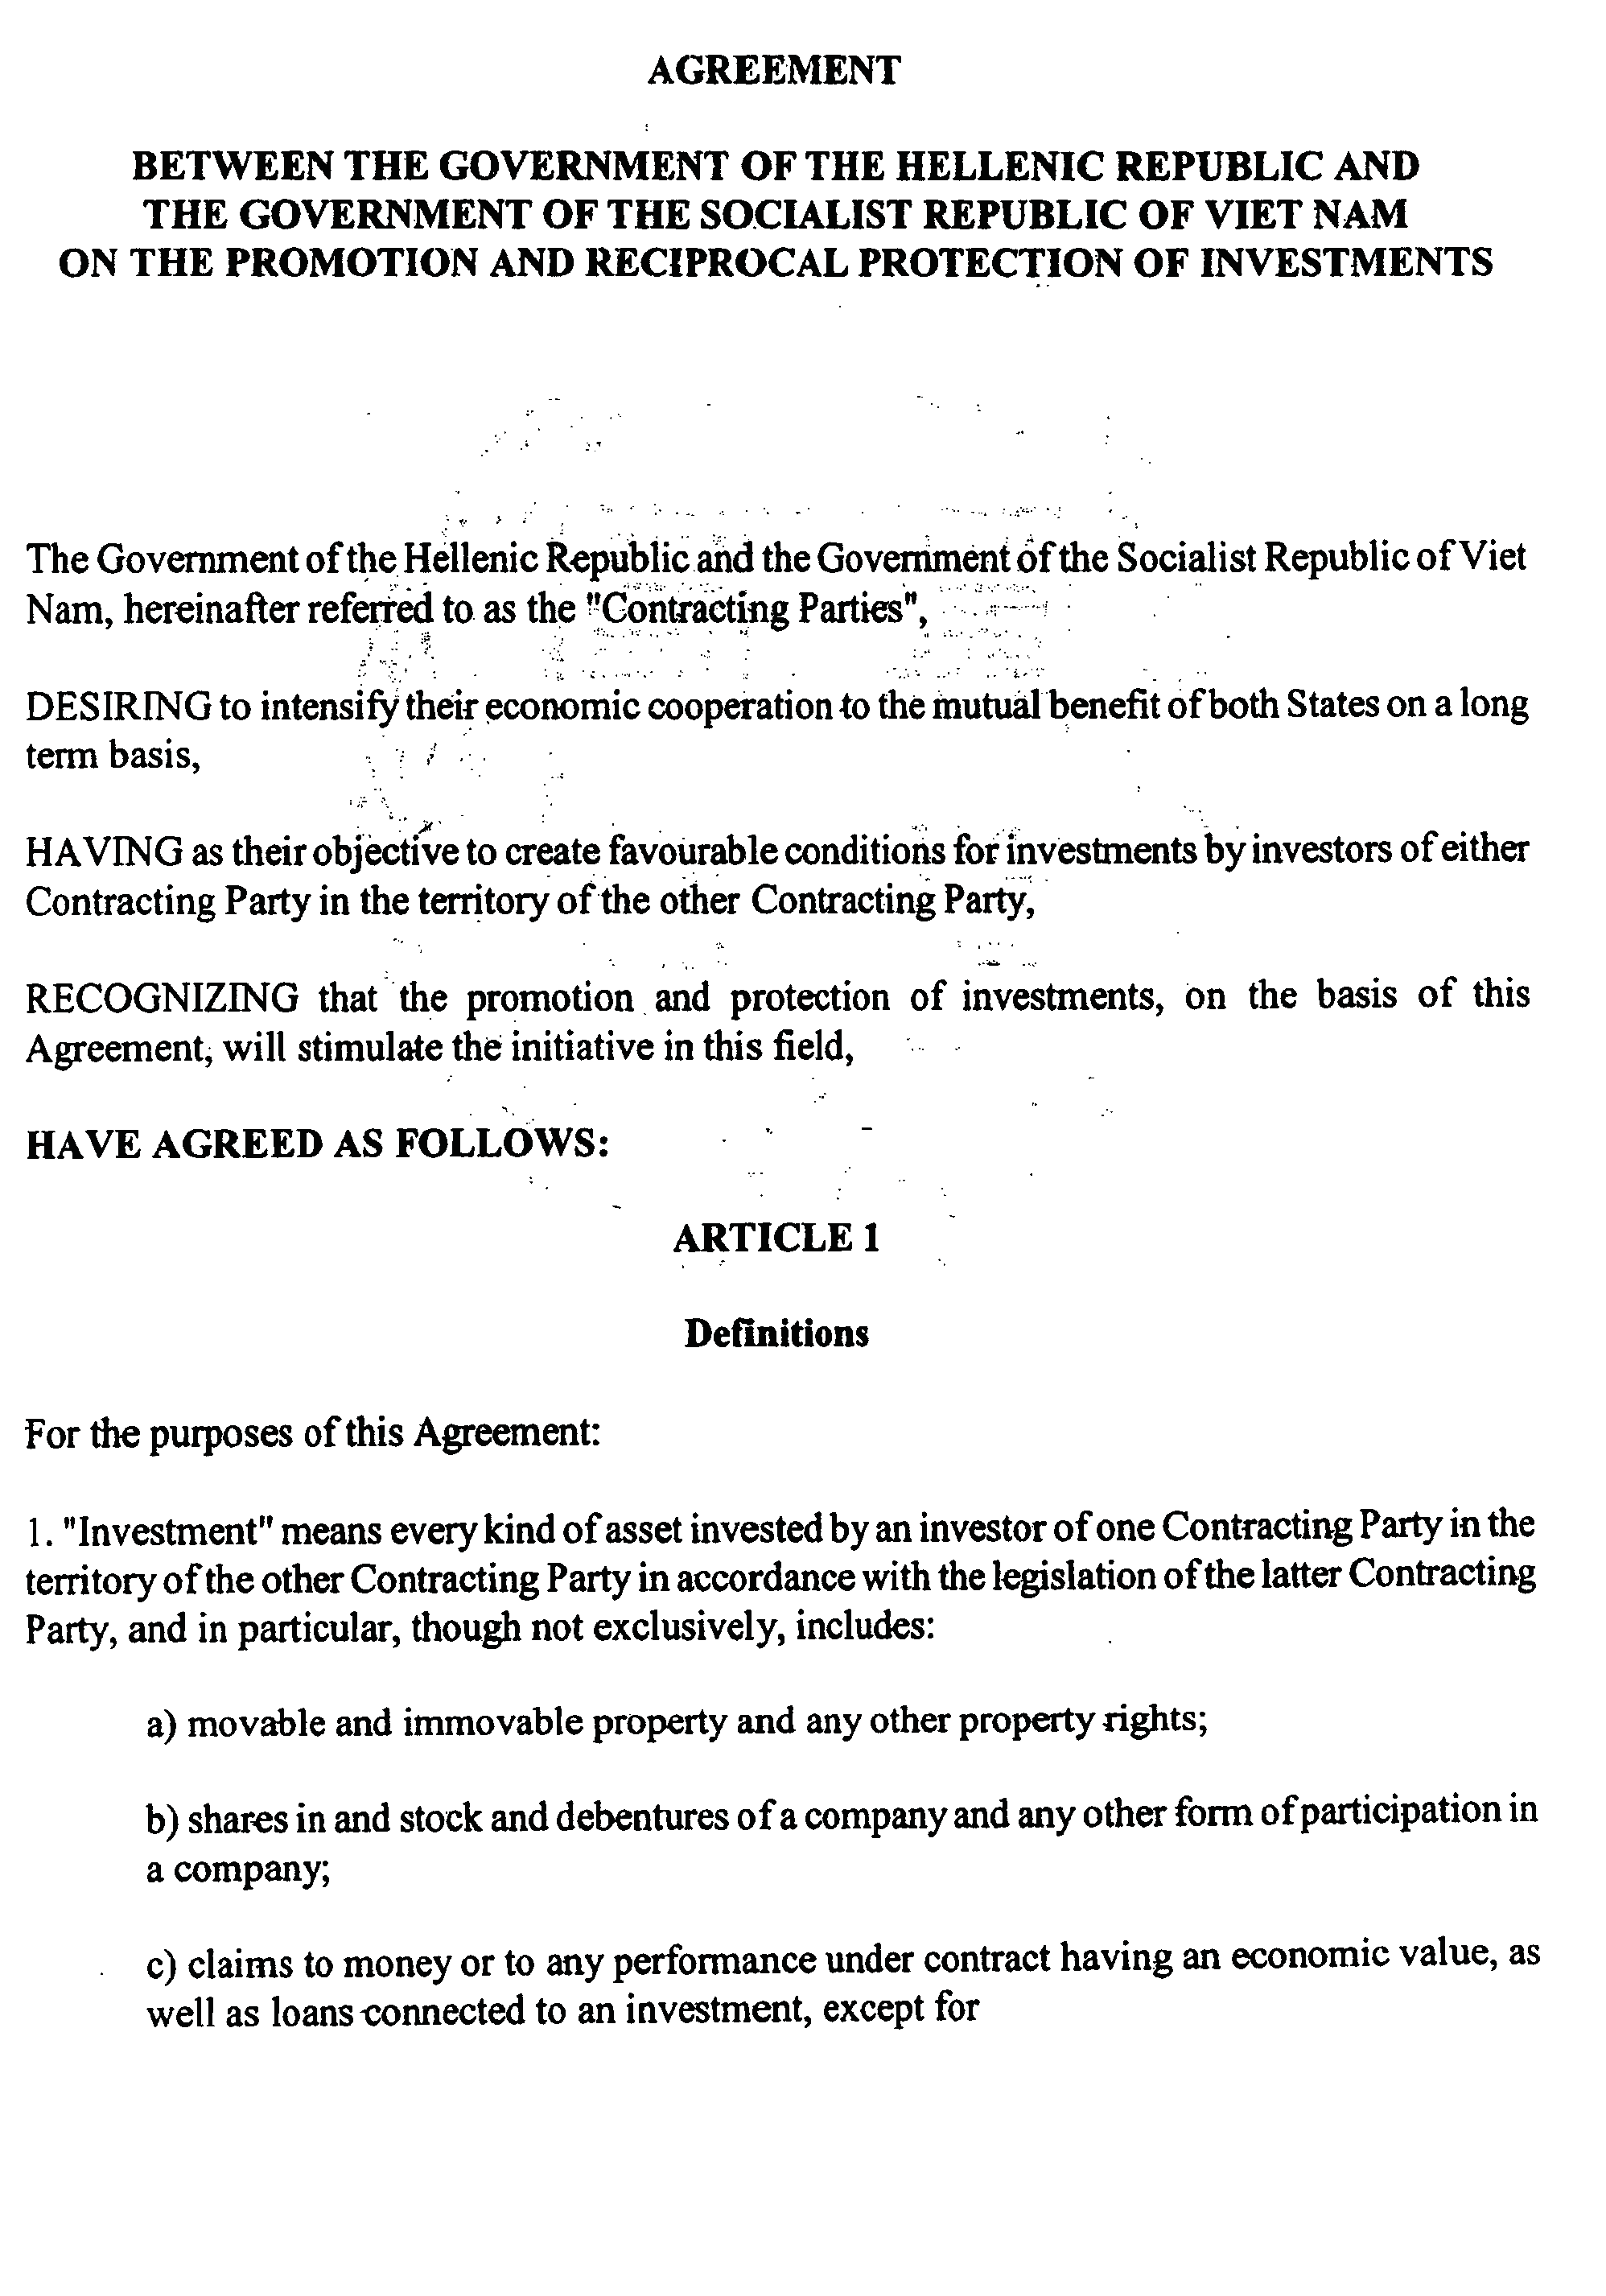 AGREEMENT
BETWEEN THE GOVERNMENT OF THE HELLENIC REPUBLIC AND
THE GOVERNMENT OF THE SOCIALIST REPUBLIC OF VIET NAM
ON THE PROMOTION AND RECIPROCAL PROTECTION OF INVESTMENTS
The Government of the Hellenic Republic and the Government of the Socialist Republic of Viet
Nam, hereinafter referred to as the "Contracting Parties",
DESIRING to intensify their economic cooperation to the mutual benefit of both States on a long
term basis,
HAVING as their objective to create favourable conditions for investments by investors of either
Contracting Party in the territory of the other Contracting Party,
RECOGNIZING that the promotion and protection of investments, on the basis of this
Agreement, will stimulate the initiative in this field,
HAVE AGREED AS FOLLOWS:
ARTICLE 1
Definitions
For the purposes of this Agreement:
1. "Investment" means every kind of asset invested by an investor of one Contracting Party in the
territory of the other Contracting Party in accordance with the legislation of the latter Contracting
Party, and in particular, though not exclusively, includes:
a) movable and immovable property and any other property rights;
b) shares in and stock and debentures of a company and any other form of participation in
a company;
c) claims to money or to any performance under contract having an economic value, as
well as loans connected to an investment, except for